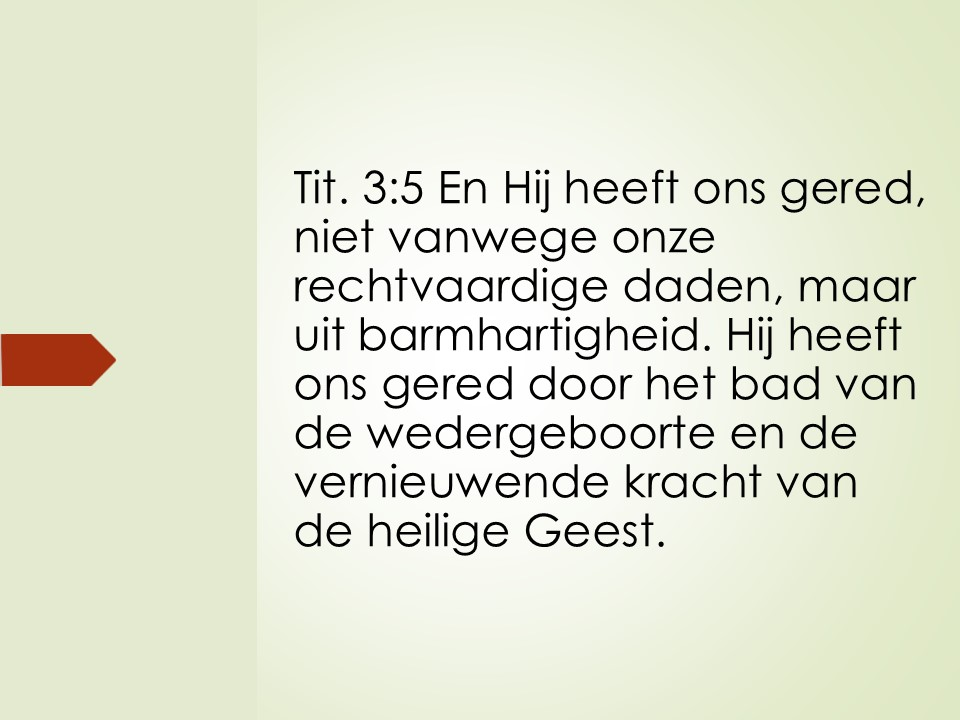 Tit. 3:5 En Hij heeft ons gered,
niet vanwege onze
rechtvaardige daden, maar
uit barmhartigheid. Hij heeft
ons gered door het bad van
de wedergeboorte en de
vernieuwende kracht van
de heilige Geest.